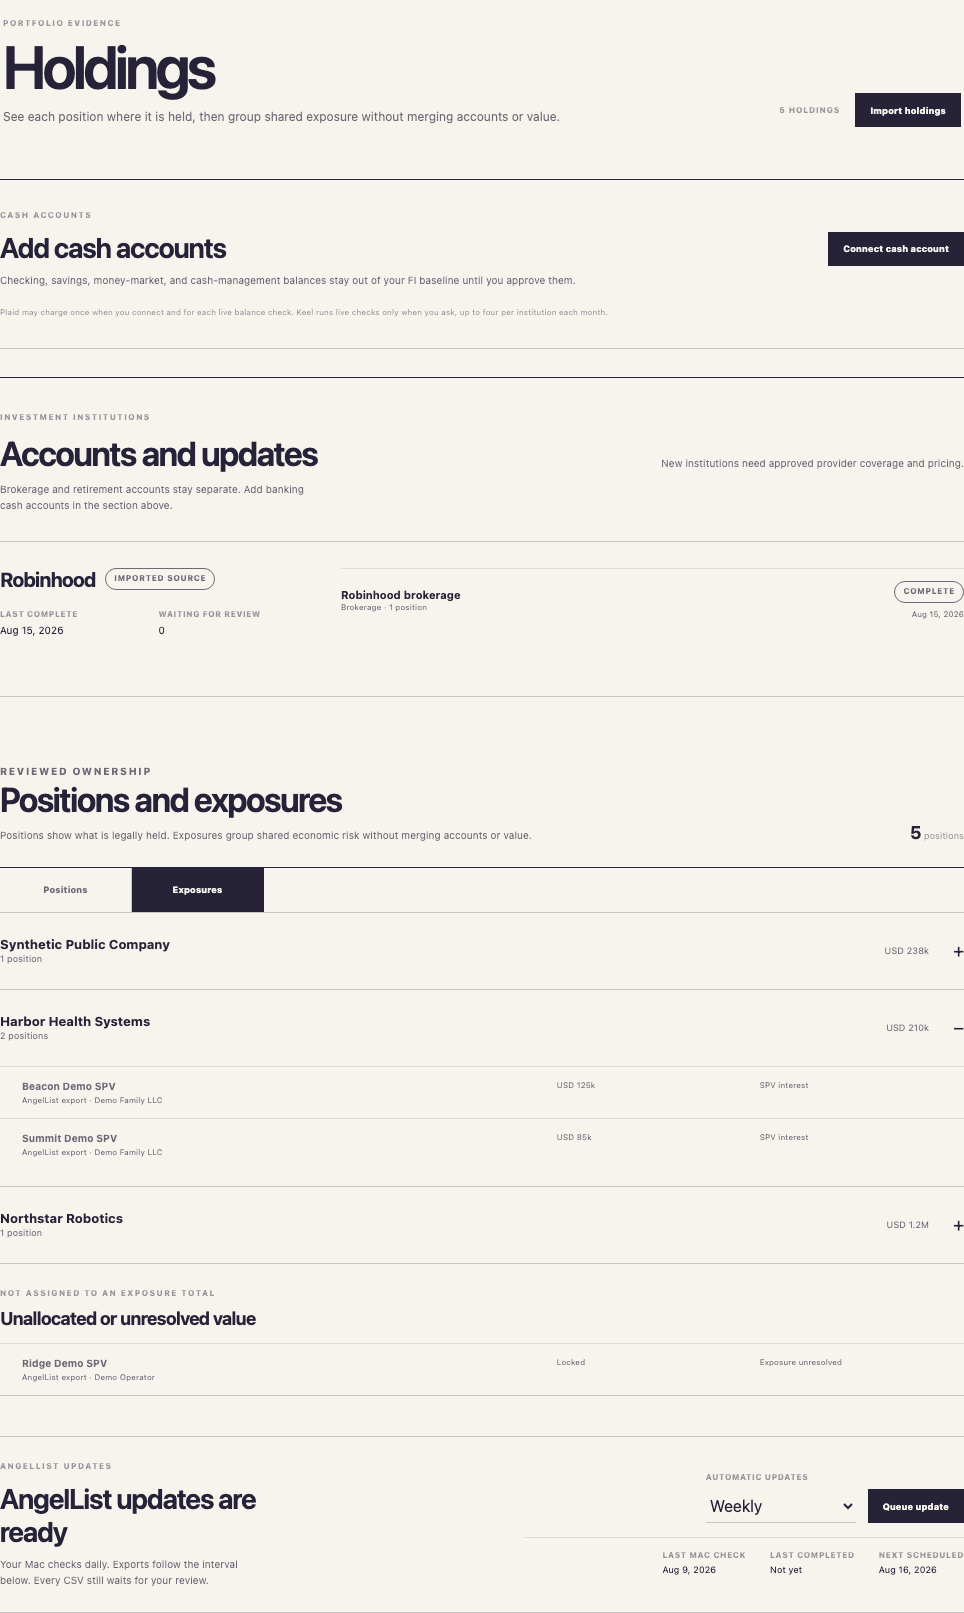 PORTFOLIO EVIDENCE
Holdings
See each position where it is held, then group shared exposure without merging accounts or value.
5 HOLDINGS
Import holdings
CASH ACCOUNTS
Add cash accounts
Connect cash account
Checking, savings, money-market, and cash-management balances stay out of your FI baseline until you approve them.
Plaid may charge once when you connect and for each live balance check. Keel runs live checks only when you ask, up to four per institution each month.
INVESTMENT INSTITUTIONS
Accounts and updates
New institutions need approved provider coverage and pricing.
Brokerage and retirement accounts stay separate. Add banking
cash accounts in the section above.
Robinhood
IMPORTED SOURCE
LAST COMPLETE
Aug 15, 2026
WAITING FOR REVIEW
0
Robinhood brokerage
Brokerage · 1 position
COMPLETE
Aug 15, 2026
REVIEWED OWNERSHIP
Positions and exposures
Positions show what is legally held. Exposures group shared economic risk without merging accounts or value.
5 positions
Positions
Exposures
Synthetic Public Company
1 position
USD 238k
+
Harbor Health Systems
2 positions
USD 210k
−
Beacon Demo SPV
AngelList export · Demo Family LLC
USD 125k
SPV interest
Summit Demo SPV
AngelList export · Demo Family LLC
USD 85k
SPV interest
Northstar Robotics
1 position
USD 1.2M
+
NOT ASSIGNED TO AN EXPOSURE TOTAL
Unallocated or unresolved value
Ridge Demo SPV
AngelList export · Demo Operator
Locked
Exposure unresolved
ANGELLIST UPDATES
AngelList updates are
ready
Your Mac checks daily. Exports follow the interval
below. Every CSV still waits for your review.
AUTOMATIC UPDATES
Weekly
Queue update
LAST MAC CHECK
Aug 9, 2026
LAST COMPLETED
Not yet
NEXT SCHEDULED
Aug 16, 2026